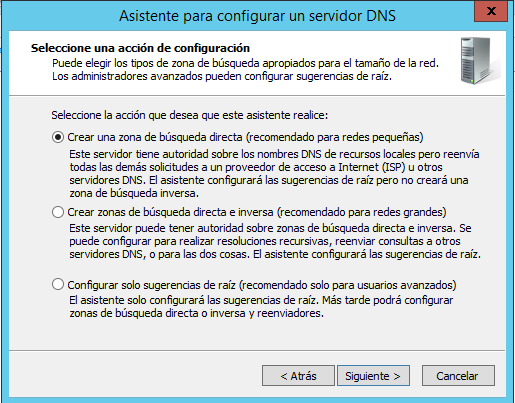 Asistente para configurar un servidor DNS
Seleccione una acción de configuración
Puede elegir los tipos de zona de búsqueda apropiados para el tamaño de la red.
Los administradores avanzados pueden configurar sugerencias de raíz.
Seleccione la acción que desea que este asistente realice:
Crear una zona de búsqueda directa (recomendado para redes pequeñas)
Este servidor tiene autoridad sobre los nombres DNS de recursos locales pero reenvía
todas las demás solicitudes a un proveedor de acceso a Internet (ISP) u otros
servidores DNS. El asistente configurará las sugerencias de raíz pero no creará una
zona de búsqueda inversa.
Crear zonas de búsqueda directa e inversa (recomendado para redes grandes)
Este servidor puede tener autoridad sobre zonas de búsqueda directa e inversa. Se
puede configurar para realizar resoluciones recursivas, reenviar consultas a otros
servidores DNS, o para las dos cosas. El asistente configurará las sugerencias de raíz.
Configurar solo sugerencias de raíz (recomendado solo para usuarios avanzados)
El asistente solo configurará las sugerencias de raíz. Más tarde podrá configurar
zonas de búsqueda directa o inversa y reenviadores.
< Atrás Siguiente > Cancelar